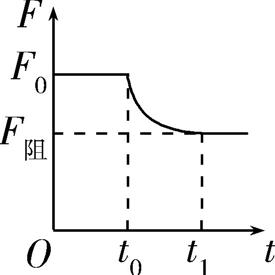 F
F₀
F阻
O t₀ t₁ t